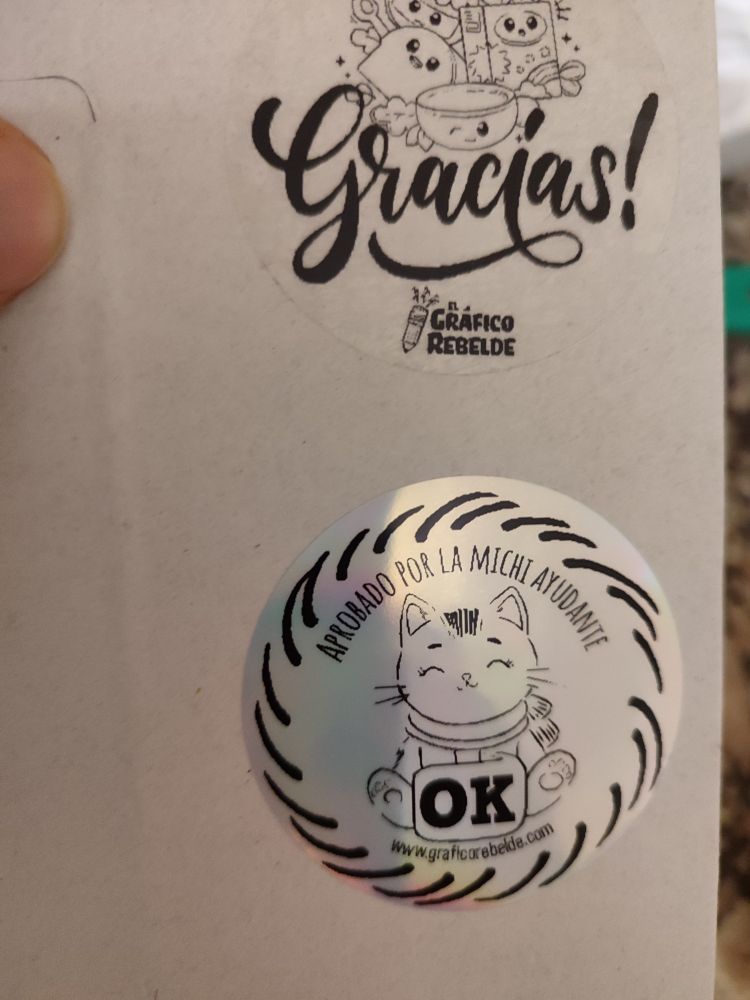 Gracias!
EL
GRÁFICO
REBELDE
APROBADO POR LA MICHI AYUDANTE
OK
www.graficorebelde.com